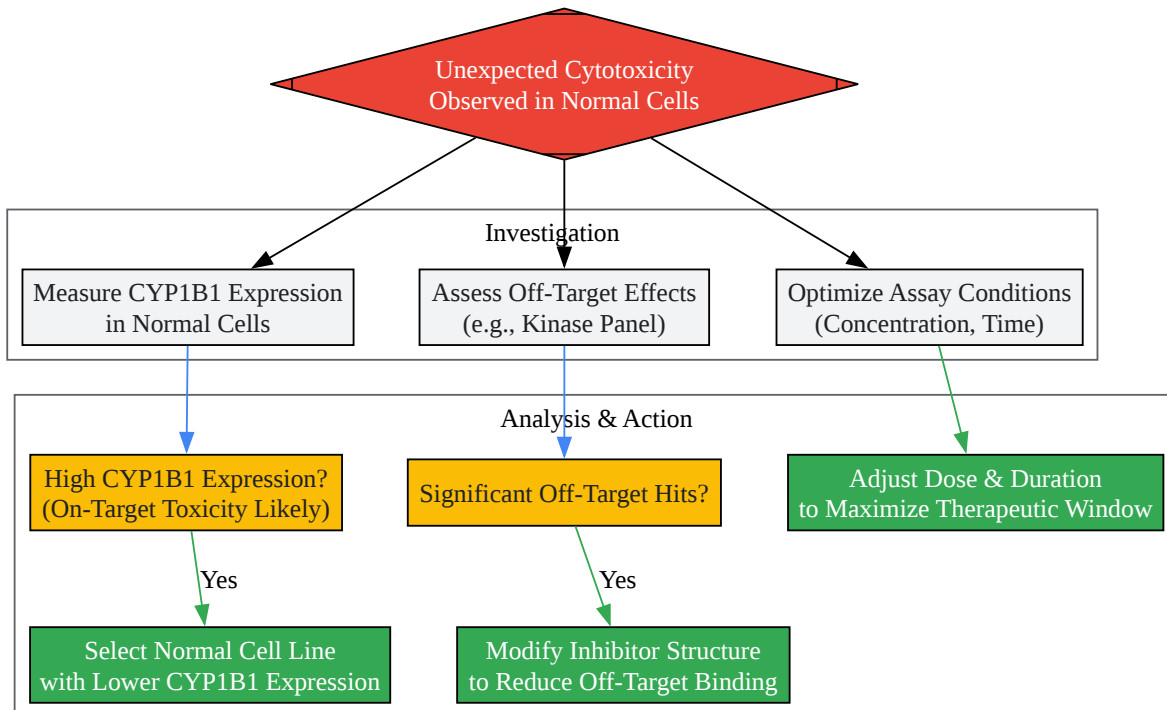 Unexpected Cytotoxicity
Observed in Normal Cells
Investigation
Measure CYP1B1 Expression
in Normal Cells
Assess Off-Target Effects
(e.g., Kinase Panel)
Optimize Assay Conditions
(Concentration, Time)
Analysis & Action
High CYP1B1 Expression?
(On-Target Toxicity Likely)
Significant Off-Target Hits?
Adjust Dose & Duration
to Maximize Therapeutic Window
Yes
Yes
Select Normal Cell Line
with Lower CYP1B1 Expression
Modify Inhibitor Structure
to Reduce Off-Target Binding